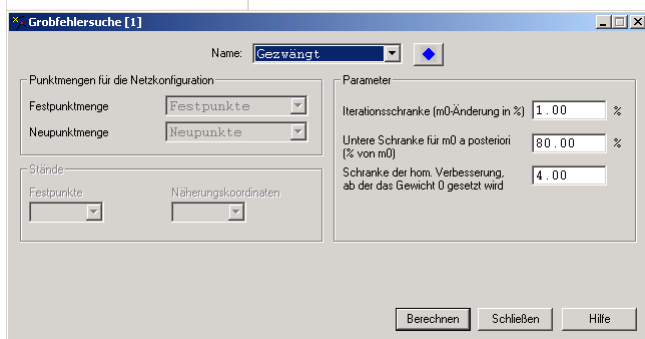 Grobfehlersuche [1]
Name: Gezwängt
Punktmengen für die Netzkonfiguration
Festpunktmenge Festpunkte
Neupunktmenge Neupunkte
Stände
Festpunkte Näherungskoordinaten
Parameter
Iterationsschranke (m0-Änderung in %) 1.00 %
Untere Schranke für m0 a posteriori
(% von m0) 80.00 %
Schranke der hom. Verbesserung,
ab der das Gewicht 0 gesetzt wird 4.00
Berechnen Schließen Hilfe